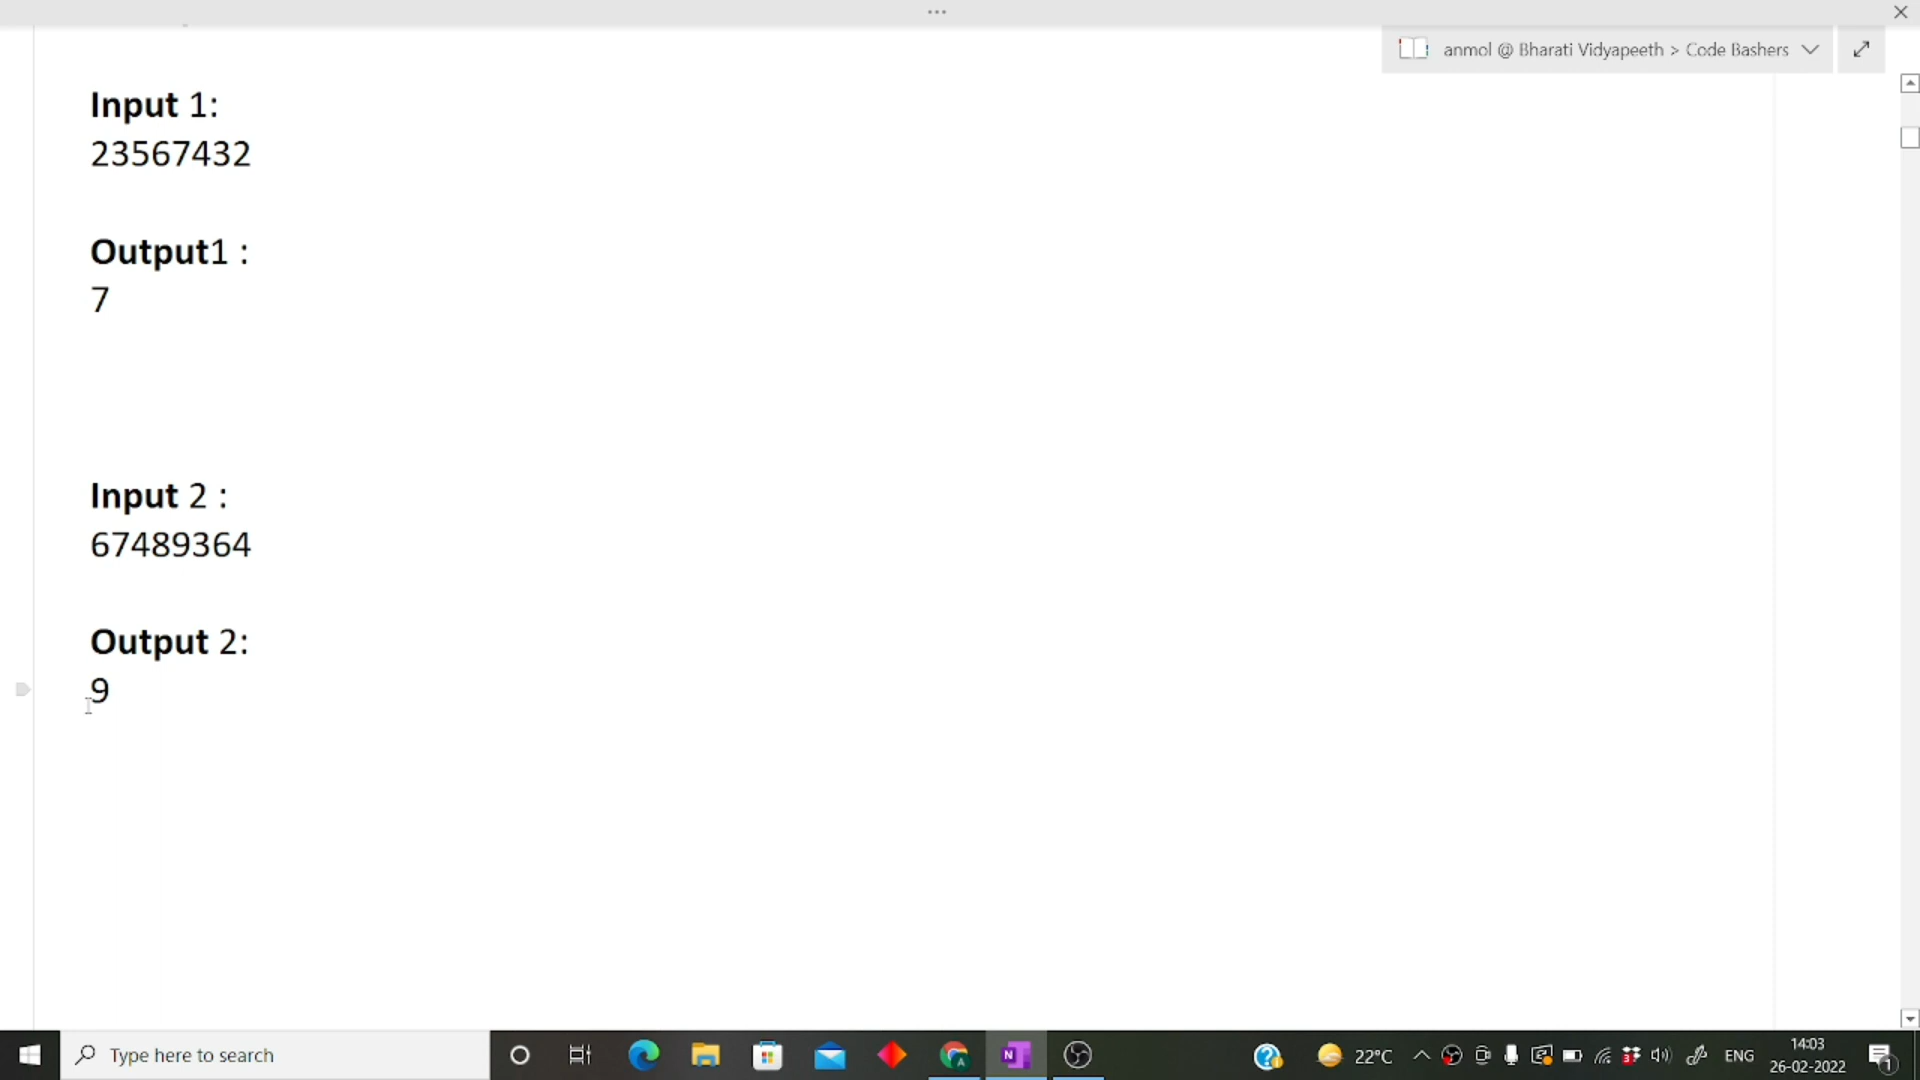 anmol @ Bharati Vidyapeeth > Code Bashers
Input 1:
23567432
Output1 :
7
Input 2 :
67489364
Output 2:
9
Type here to search
22°C
ENG
14:03
26-02-2022
1